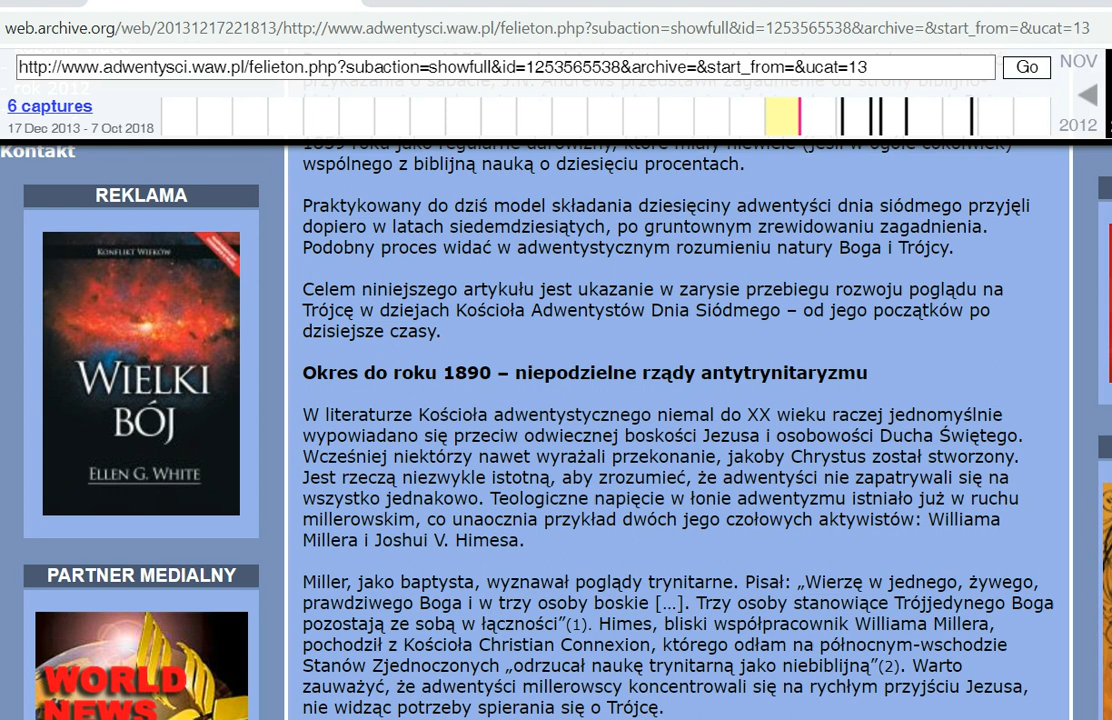 web.archive.org/web/20131217221813/http://www.adwentysci.waw.pl/felieton.php?subaction=showfull&id=1253565538&archive=&start_from=&ucat=13
http://www.adwentysci.waw.pl/felieton.php?subaction=showfull&id=1253565538&archive=&start_from=&ucat=13
Go
NOV
- rok 2012
6 captures
17 Dec 2013 - 7 Oct 2018
2012
Kontakt
REKLAMA
KONFLIKT WIEKÓW
WIELKI
BÓJ
ELLEN G. WHITE
PARTNER MEDIALNY
WORLD
NEWS
wspólnego z biblijną nauką o dziesięciu procentach.
Praktykowany do dziś model składania dziesięciny adwentyści dnia siódmego przyjęli
dopiero w latach siedemdziesiątych, po gruntownym zrewidowaniu zagadnienia.
Podobny proces widać w adwentystycznym rozumieniu natury Boga i Trójcy.
Celem niniejszego artykułu jest ukazanie w zarysie przebiegu rozwoju poglądu na
Trójcę w dziejach Kościoła Adwentystów Dnia Siódmego – od jego początków po
dzisiejsze czasy.
Okres do roku 1890 – niepodzielne rządy antytrynitaryzmu
W literaturze Kościoła adwentystycznego niemal do XX wieku raczej jednomyślnie
wypowiadano się przeciw odwiecznej boskości Jezusa i osobowości Ducha Świętego.
Wcześniej niektórzy nawet wyrażali przekonanie, jakoby Chrystus został stworzony.
Jest rzeczą niezwykle istotną, aby zrozumieć, że adwentyści nie zapatrywali się na
wszystko jednakowo. Teologiczne napięcie w łonie adwentyzmu istniało już w ruchu
millerowskim, co unaocznia przykład dwóch jego czołowych aktywistów: Williama
Millera i Joshui V. Himesa.
Miller, jako baptysta, wyznawał poglądy trynitarne. Pisał: „Wierzę w jednego, żywego,
prawdziwego Boga i w trzy osoby boskie [...]. Trzy osoby stanowiące Trójjedynego Boga
pozostają ze sobą w łączności”(1). Himes, bliski współpracownik Williama Millera,
pochodził z Kościoła Christian Connexion, którego odłam na północnym-wschodzie
Stanów Zjednoczonych „odrzucał naukę trynitarną jako niebiblijną”(2). Warto
zauważyć, że adwentyści millerowscy koncentrowali się na rychłym przyjściu Jezusa,
nie widząc potrzeby spierania się o Trójcę.